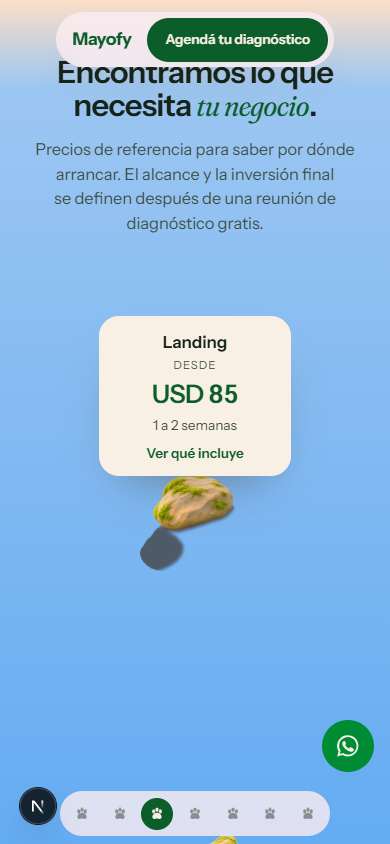 Mayofy
Agendá tu diagnóstico
Encontramos lo que
necesita tu negocio.
Precios de referencia para saber por dónde
arrancar. El alcance y la inversión final
se definen después de una reunión de
diagnóstico gratis.
Landing
DESDE
USD 85
1 a 2 semanas
Ver qué incluye
N